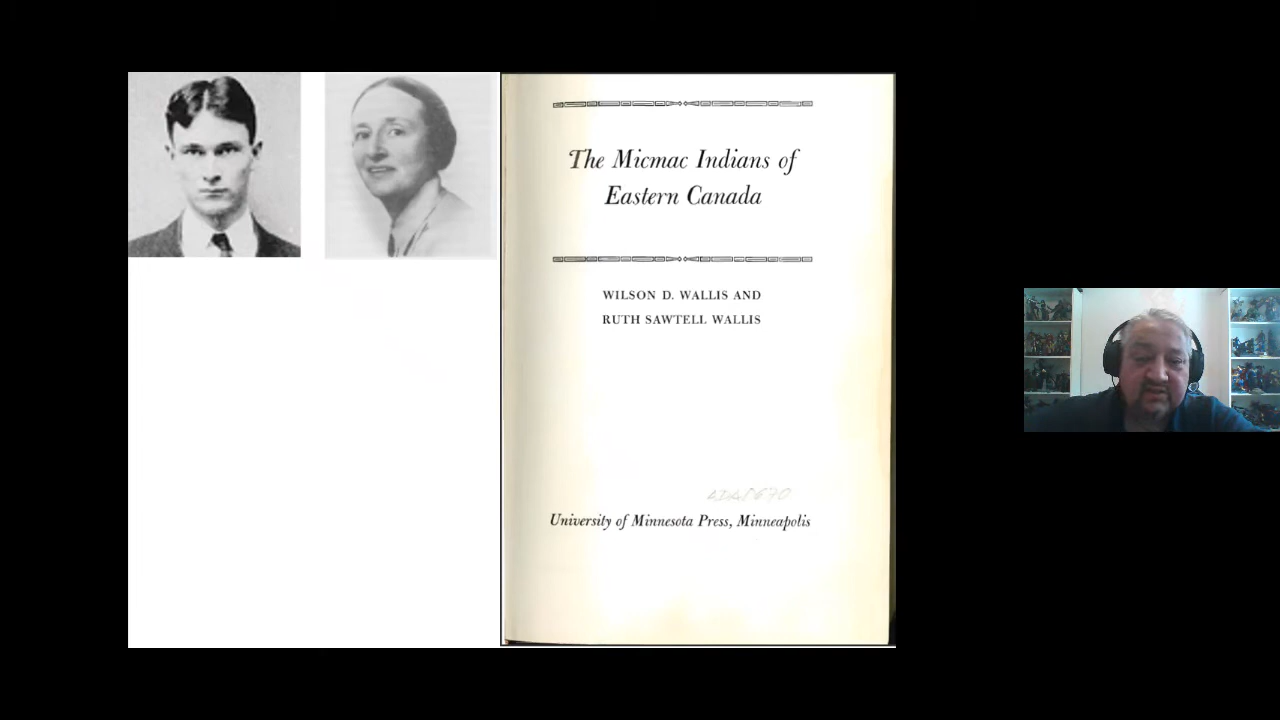 The Micmac Indians of
Eastern Canada
WILSON D. WALLIS AND
RUTH SAWTELL WALLIS
University of Minnesota Press, Minneapolis